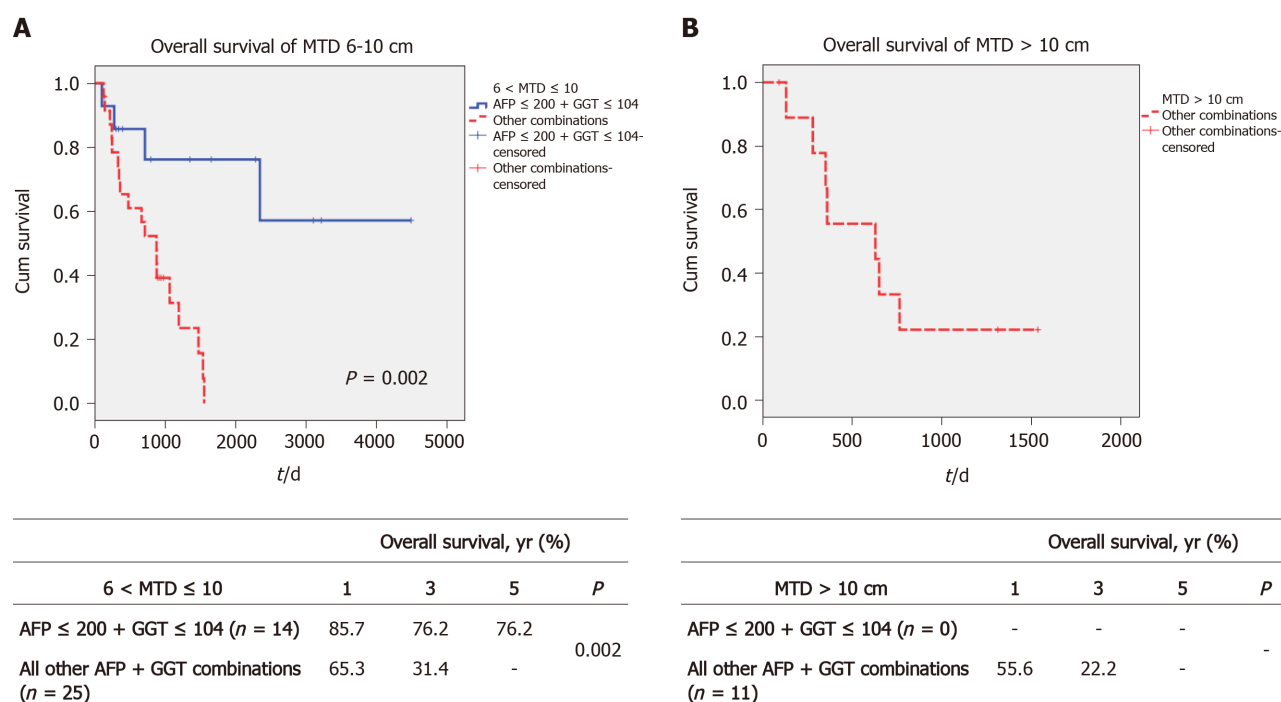 A
Overall survival of MTD 6-10 cm
Cum survival
1.0
0.8
0.6
0.4
0.2
0.0
0 1000 2000 3000 4000 5000
t/d
P = 0.002
6 < MTD ≤ 10
AFP ≤ 200 + GGT ≤ 104
Other combinations
AFP ≤ 200 + GGT ≤ 104-
censored
Other combinations-
censored
Overall survival, yr (%)
6 < MTD ≤ 10 1 3 5 P
AFP ≤ 200 + GGT ≤ 104 (n = 14) 85.7 76.2 76.2
0.002
All other AFP + GGT combinations 65.3 31.4 -
(n = 25)
B
Overall survival of MTD > 10 cm
Cum survival
1.0
0.8
0.6
0.4
0.2
0.0
0 500 1000 1500 2000
t/d
MTD > 10 cm
Other combinations
Other combinations-
censored
Overall survival, yr (%)
MTD > 10 cm 1 3 5 P
AFP ≤ 200 + GGT ≤ 104 (n = 0) - - -
-
All other AFP + GGT combinations 55.6 22.2 -
(n = 11)